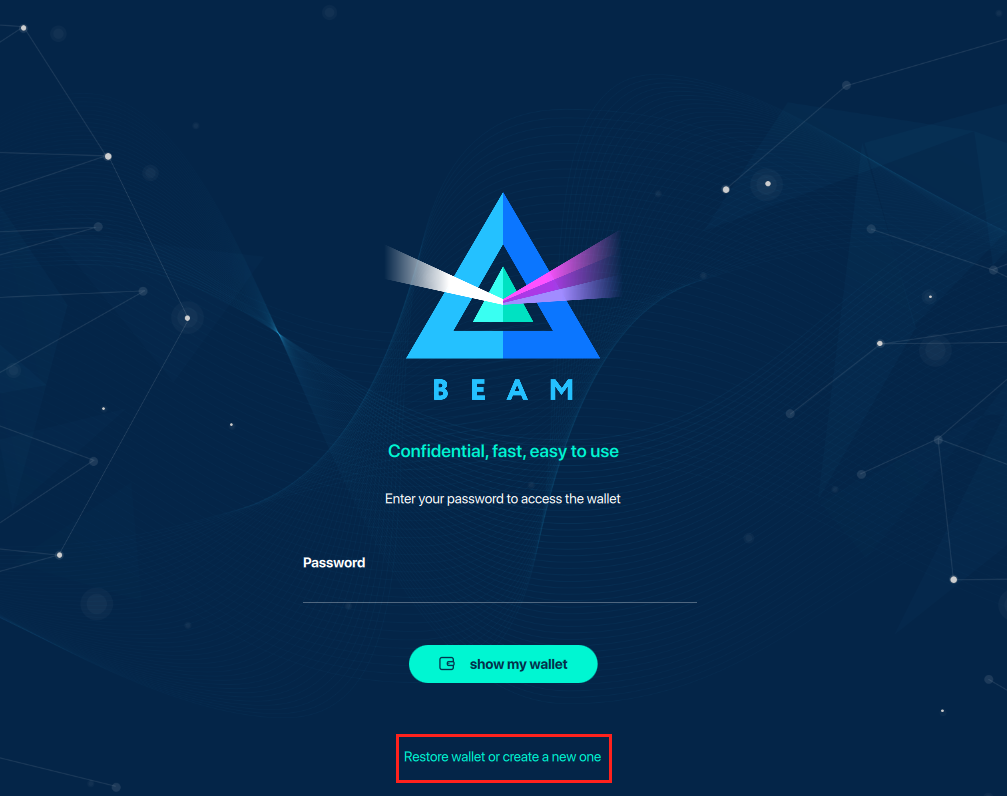 BEAM
Confidential, fast, easy to use
Enter your password to access the wallet
Password
show my wallet
Restore wallet or create a new one